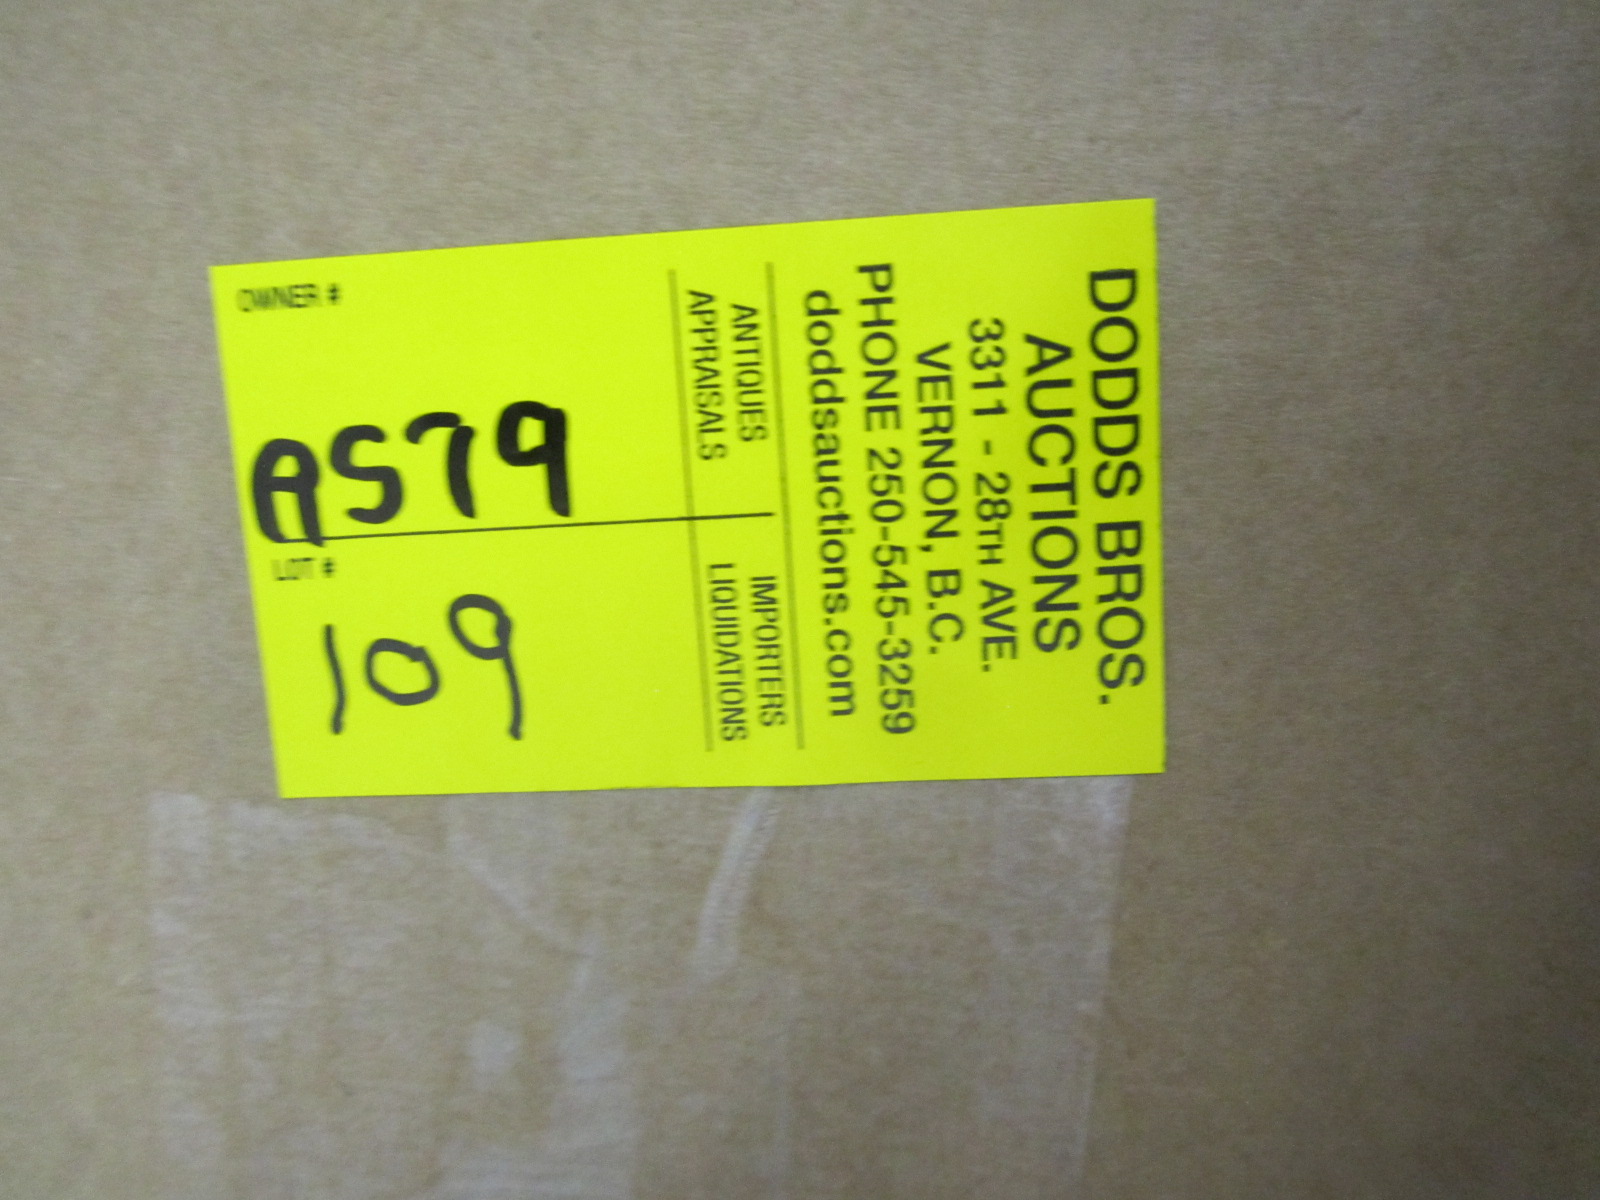 DODDS BROS.
AUCTIONS
3311 - 28TH AVE.
VERNON, B.C.
PHONE 250-545-3259
doddsauctions.com
ANTIQUES IMPORTERS
APPRAISALS LIQUIDATIONS
OWNER #
A579
LOT #
109